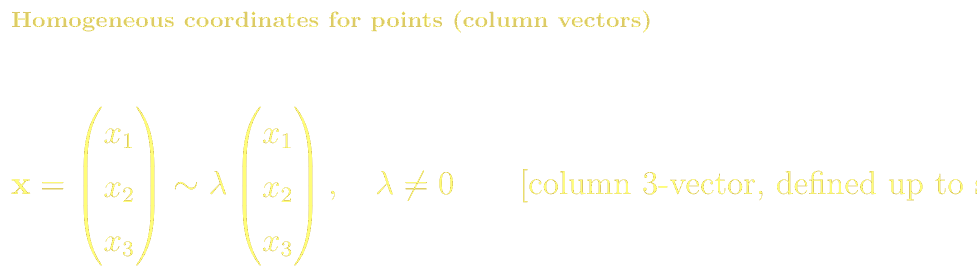 Homogeneous coordinates for points (column vectors)
x = (x₁ x₂ x₃) ∼ λ (x₁ x₂ x₃) , λ ≠ 0 [column 3-vector, defined up to